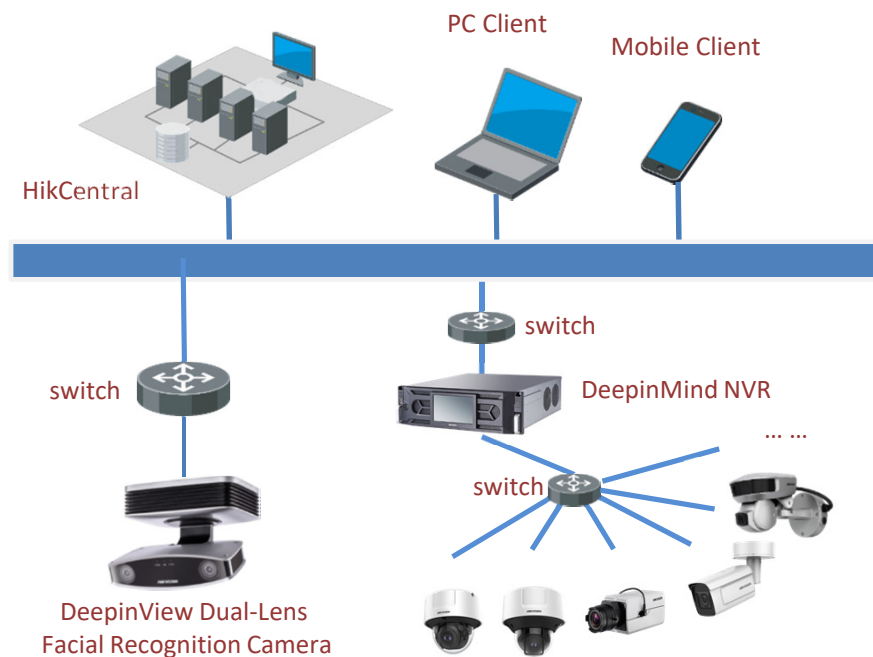 PC Client
Mobile Client
HikCentral
switch
switch
DeepinMind NVR
... ...
switch
DeepinView Dual-Lens
Facial Recognition Camera